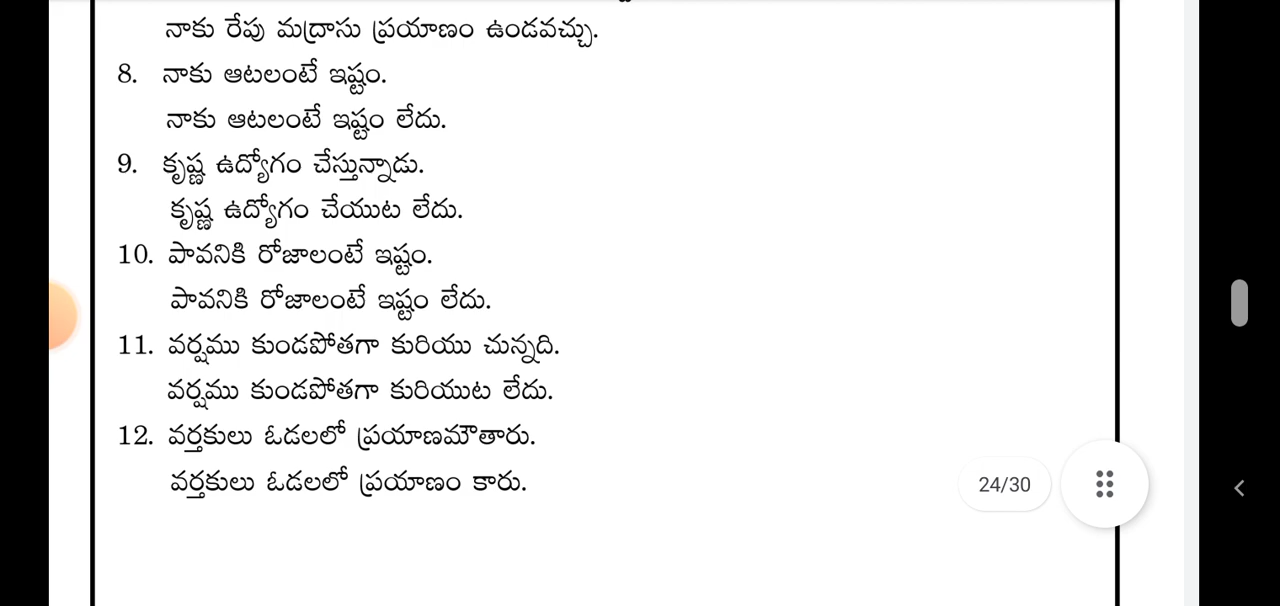 నాకు రేపు మద్రాసు ప్రయాణం ఉండవచ్చు.
8. నాకు ఆటలంటే ఇష్టం.
నాకు ఆటలంటే ఇష్టం లేదు.
9. కృష్ణ ఉద్యోగం చేస్తున్నాడు.
కృష్ణ ఉద్యోగం చేయుట లేదు.
10. పావనికి రోజాలంటే ఇష్టం.
పావనికి రోజాలంటే ఇష్టం లేదు.
11. వర్షము కుండపోతగా కురియు చున్నది.
వర్షము కుండపోతగా కురియుట లేదు.
12. వర్తకులు ఓడలలో ప్రయాణమౌతారు.
వర్తకులు ఓడలలో ప్రయాణం కారు.
24/30